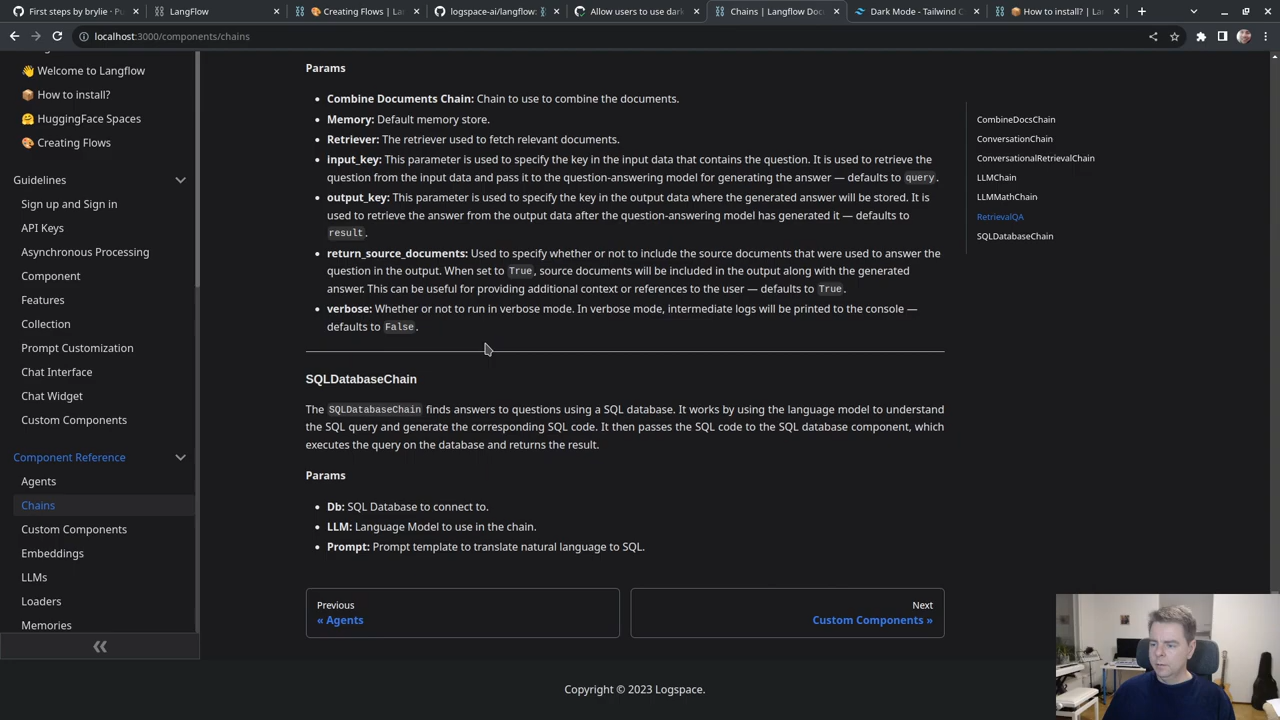 First steps by brylie · Pu
LangFlow
🎨 Creating Flows | La
logspace-ai/langflow:
Allow users to use dark
Chains | Langflow Doc
Dark Mode - Tailwind C
📦 How to install? | La
localhost:3000/components/chains
👋 Welcome to Langflow
📦 How to install?
🤗 HuggingFace Spaces
🎨 Creating Flows
Guidelines
Sign up and Sign in
API Keys
Asynchronous Processing
Component
Features
Collection
Prompt Customization
Chat Interface
Chat Widget
Custom Components
Component Reference
Agents
Chains
Custom Components
Embeddings
LLMs
Loaders
Memories
Params
• Combine Documents Chain: Chain to use to combine the documents.
• Memory: Default memory store.
• Retriever: The retriever used to fetch relevant documents.
• input_key: This parameter is used to specify the key in the input data that contains the question. It is used to retrieve the
question from the input data and pass it to the question-answering model for generating the answer — defaults to query.
• output_key: This parameter is used to specify the key in the output data where the generated answer will be stored. It is
used to retrieve the answer from the output data after the question-answering model has generated it — defaults to
result.
• return_source_documents: Used to specify whether or not to include the source documents that were used to answer the
question in the output. When set to True, source documents will be included in the output along with the generated
answer. This can be useful for providing additional context or references to the user — defaults to True.
• verbose: Whether or not to run in verbose mode. In verbose mode, intermediate logs will be printed to the console —
defaults to False.
SQLDatabaseChain
The SQLDatabaseChain finds answers to questions using a SQL database. It works by using the language model to understand
the SQL query and generate the corresponding SQL code. It then passes the SQL code to the SQL database component, which
executes the query on the database and returns the result.
Params
• Db: SQL Database to connect to.
• LLM: Language Model to use in the chain.
• Prompt: Prompt template to translate natural language to SQL.
Previous
« Agents
Next
Custom Components »
CombineDocsChain
ConversationChain
ConversationalRetrievalChain
LLMChain
LLMMathChain
RetrievalQA
SQLDatabaseChain
Copyright © 2023 Logspace.